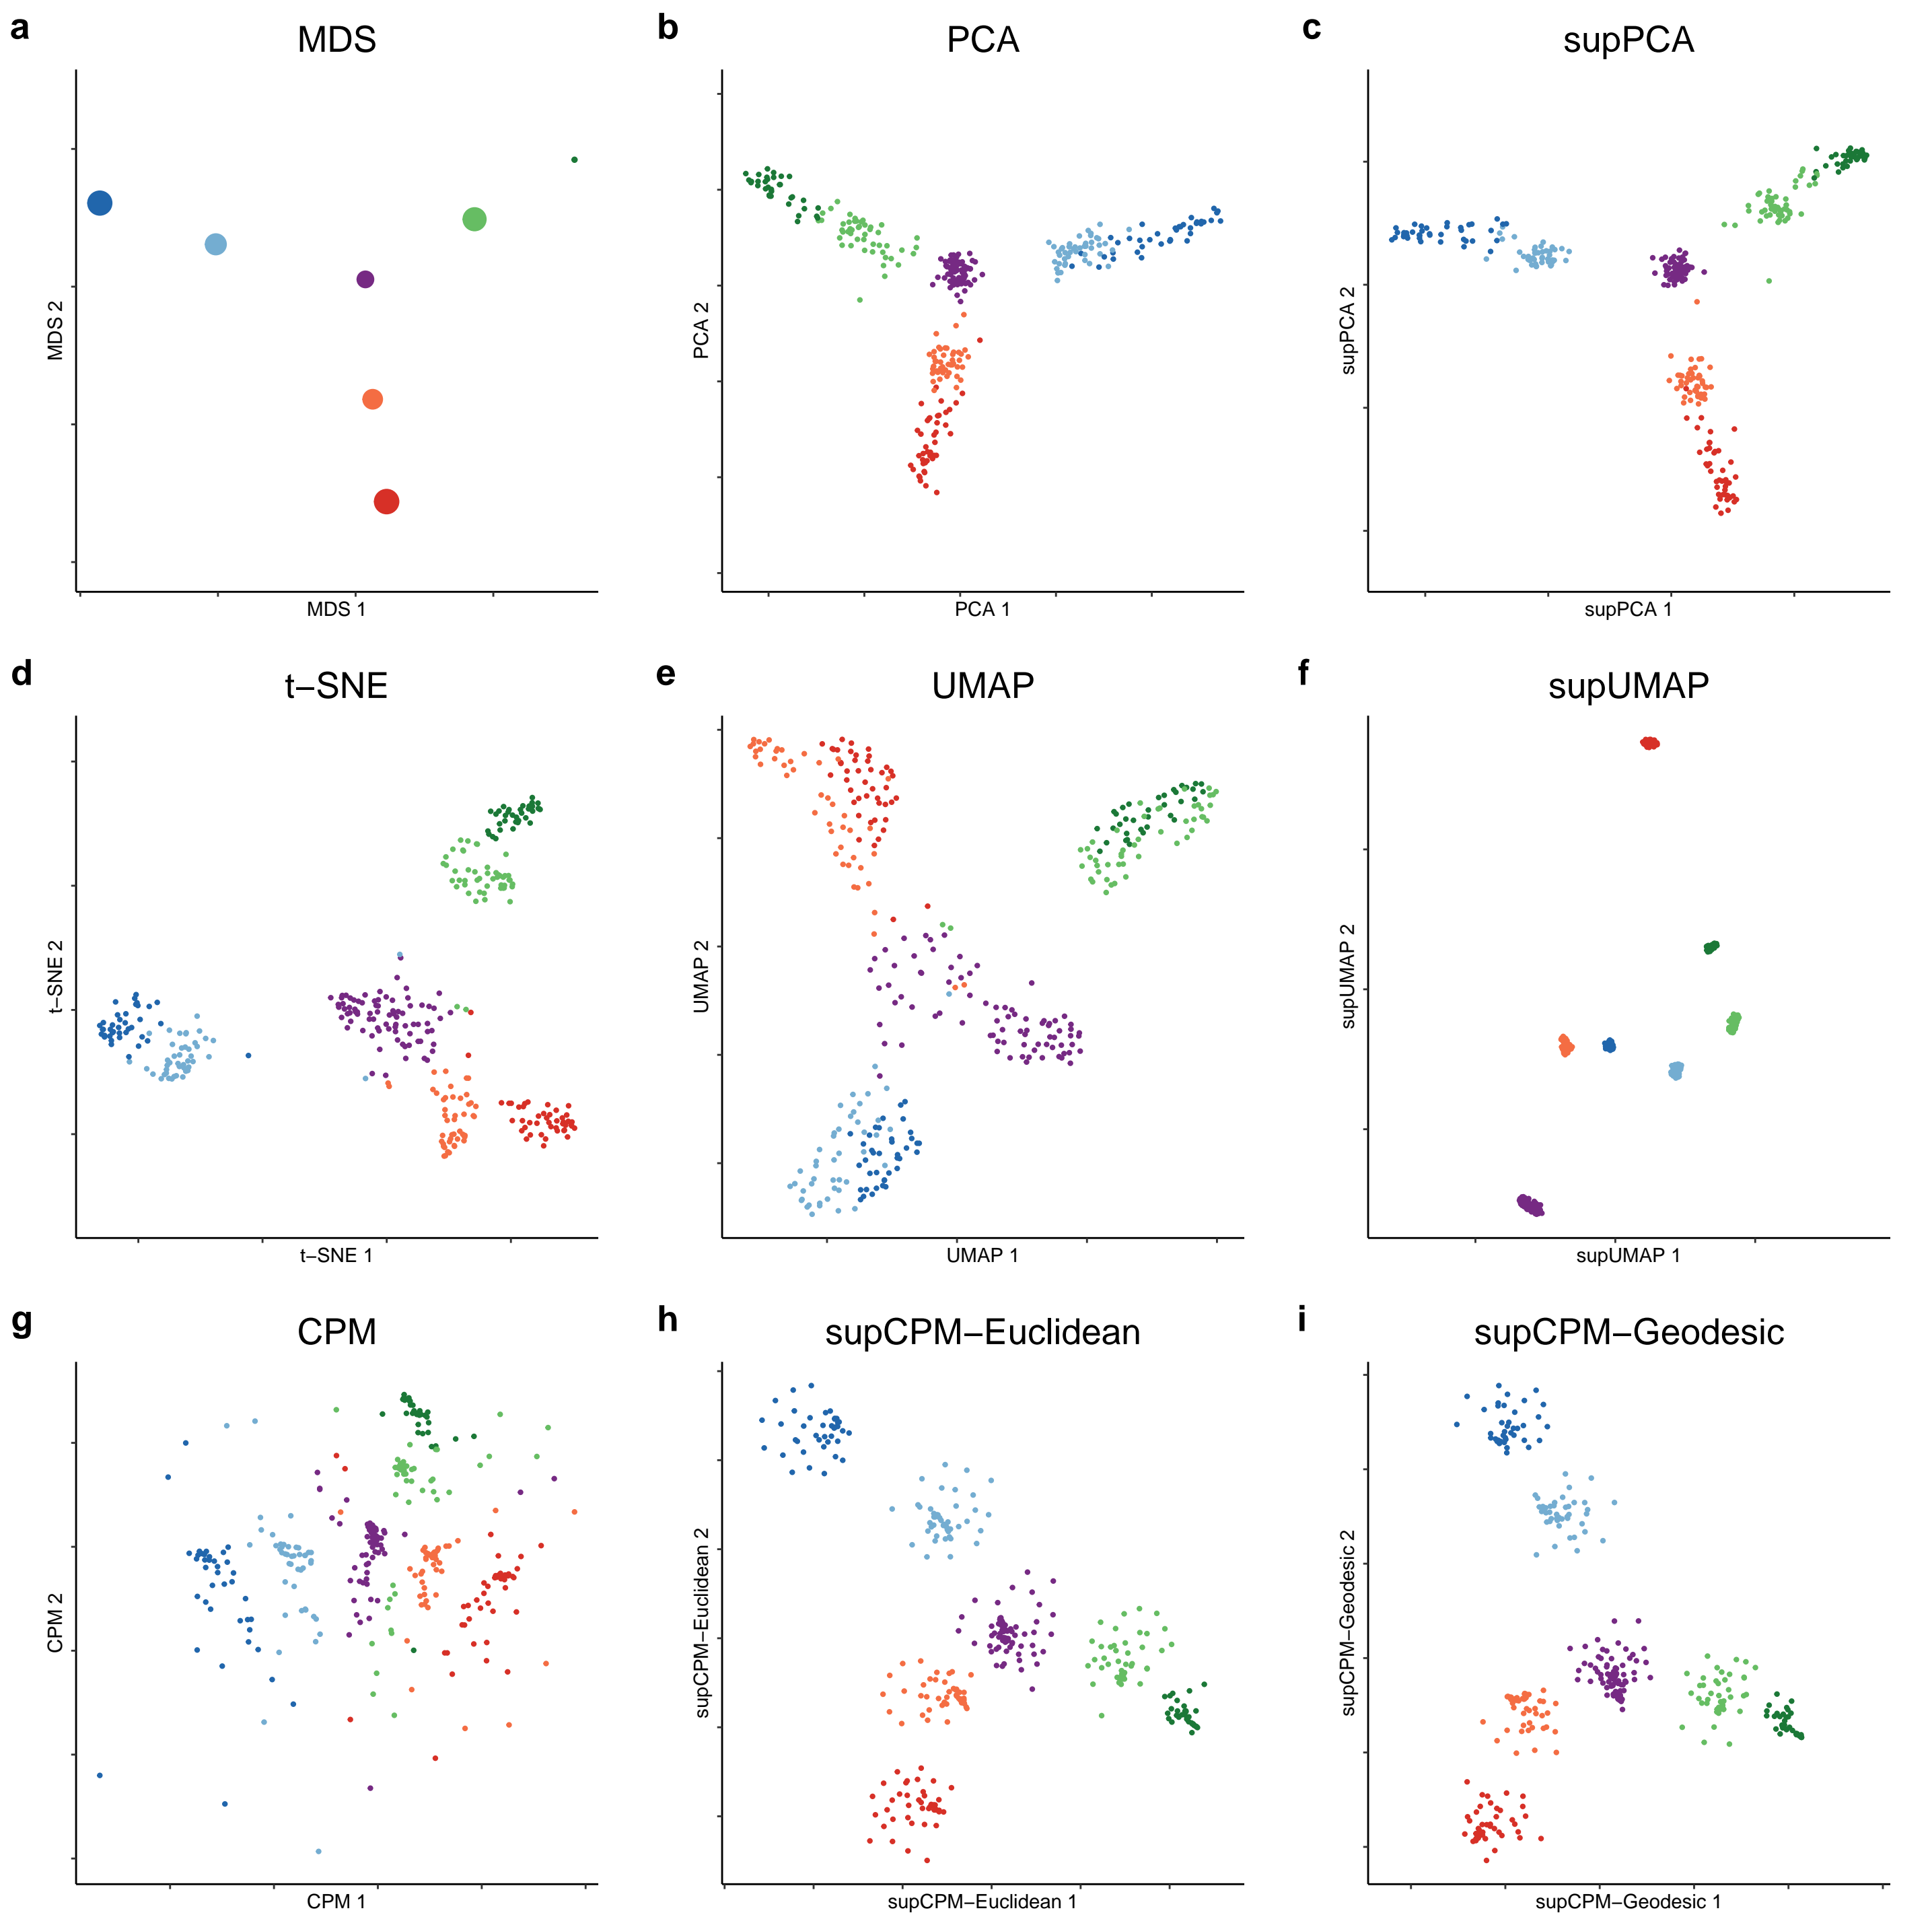 a
MDS
MDS 2
MDS 1
b
PCA
PCA 2
PCA 1
c
supPCA
supPCA 2
supPCA 1
d
t–SNE
t–SNE 2
t–SNE 1
e
UMAP
UMAP 2
UMAP 1
f
supUMAP
supUMAP 2
supUMAP 1
g
CPM
CPM 2
CPM 1
h
supCPM–Euclidean
supCPM–Euclidean 2
supCPM–Euclidean 1
i
supCPM–Geodesic
supCPM–Geodesic 2
supCPM–Geodesic 1